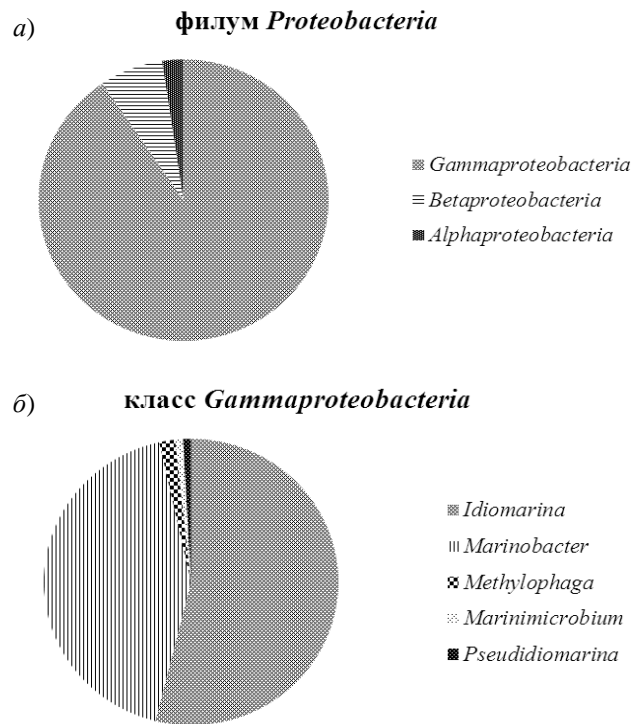 а)
филум Proteobacteria
Gammaproteobacteria
Betaproteobacteria
Alphaproteobacteria
б)
класс Gammaproteobacteria
Idiomarina
Marinobacter
Methylophaga
Marinimicrobium
Pseudidiomarina